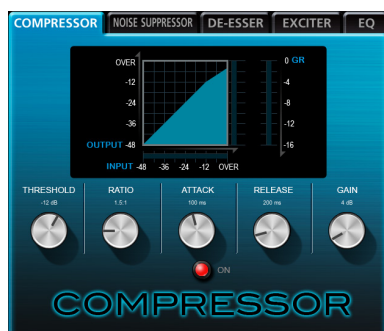 COMPRESSOR NOISE SUPPRESSOR DE-ESSER EXCITER EQ
OVER
-12
-24
-36
OUTPUT -48
INPUT -48 -36 -24 -12 OVER
0 GR
-4
-8
-12
-16
THRESHOLD RATIO ATTACK RELEASE GAIN
-12 dB 1.5:1 100 ms 200 ms 4 dB
ON
COMPRESSOR